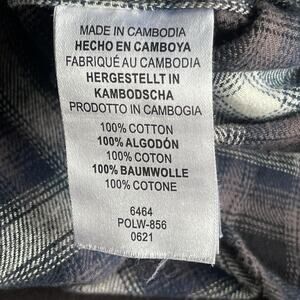 MADE IN CAMBODIA
HECHO EN CAMBOYA
FABRIQUÉ AU CAMBODIA
HERGESTELLT IN
KAMBODSCHA
PRODOTTO IN CAMBOGIA
100% COTTON
100% ALGODÓN
100% COTON
100% BAUMWOLLE
100% COTONE
6464
POLW-856
0621